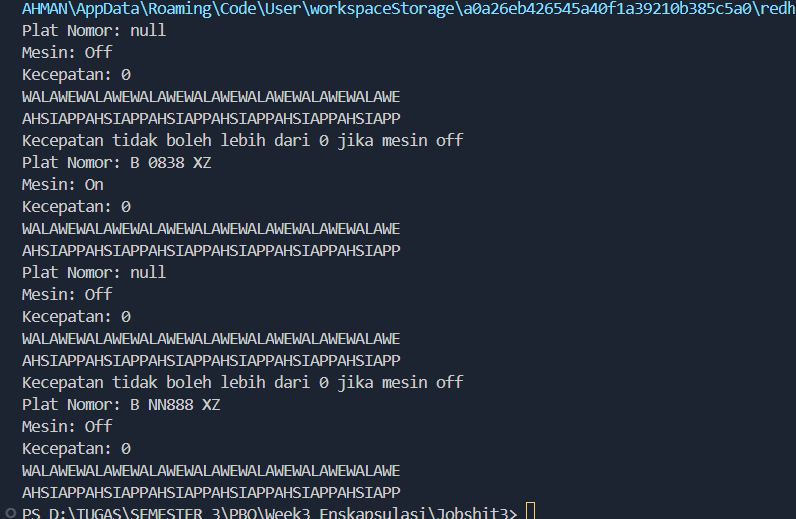 AHMAN\AppData\Roaming\Code\User\workspaceStorage\a0a26eb426545a40f1a39210b385c5a0\redh
Plat Nomor: null
Mesin: Off
Kecepatan: 0
WALAWEWALAWEWALAWEWALAWEWALAWEWALAWEWALAWE
AHSIAPPAHSIAPPAHSIAPPAHSIAPPAHSIAPPAHSIAPP
Kecepatan tidak boleh lebih dari 0 jika mesin off
Plat Nomor: B 0838 XZ
Mesin: On
Kecepatan: 0
WALAWEWALAWEWALAWEWALAWEWALAWEWALAWEWALAWE
AHSIAPPAHSIAPPAHSIAPPAHSIAPPAHSIAPPAHSIAPP
Plat Nomor: null
Mesin: Off
Kecepatan: 0
WALAWEWALAWEWALAWEWALAWEWALAWEWALAWEWALAWE
AHSIAPPAHSIAPPAHSIAPPAHSIAPPAHSIAPPAHSIAPP
Kecepatan tidak boleh lebih dari 0 jika mesin off
Plat Nomor: B NN888 XZ
Mesin: Off
Kecepatan: 0
WALAWEWALAWEWALAWEWALAWEWALAWEWALAWEWALAWE
AHSIAPPAHSIAPPAHSIAPPAHSIAPPAHSIAPPAHSIAPP
PS D:\TUGAS\SEMESTER 3\PBO\Week3 Enskapsulasi\Jobshit3>